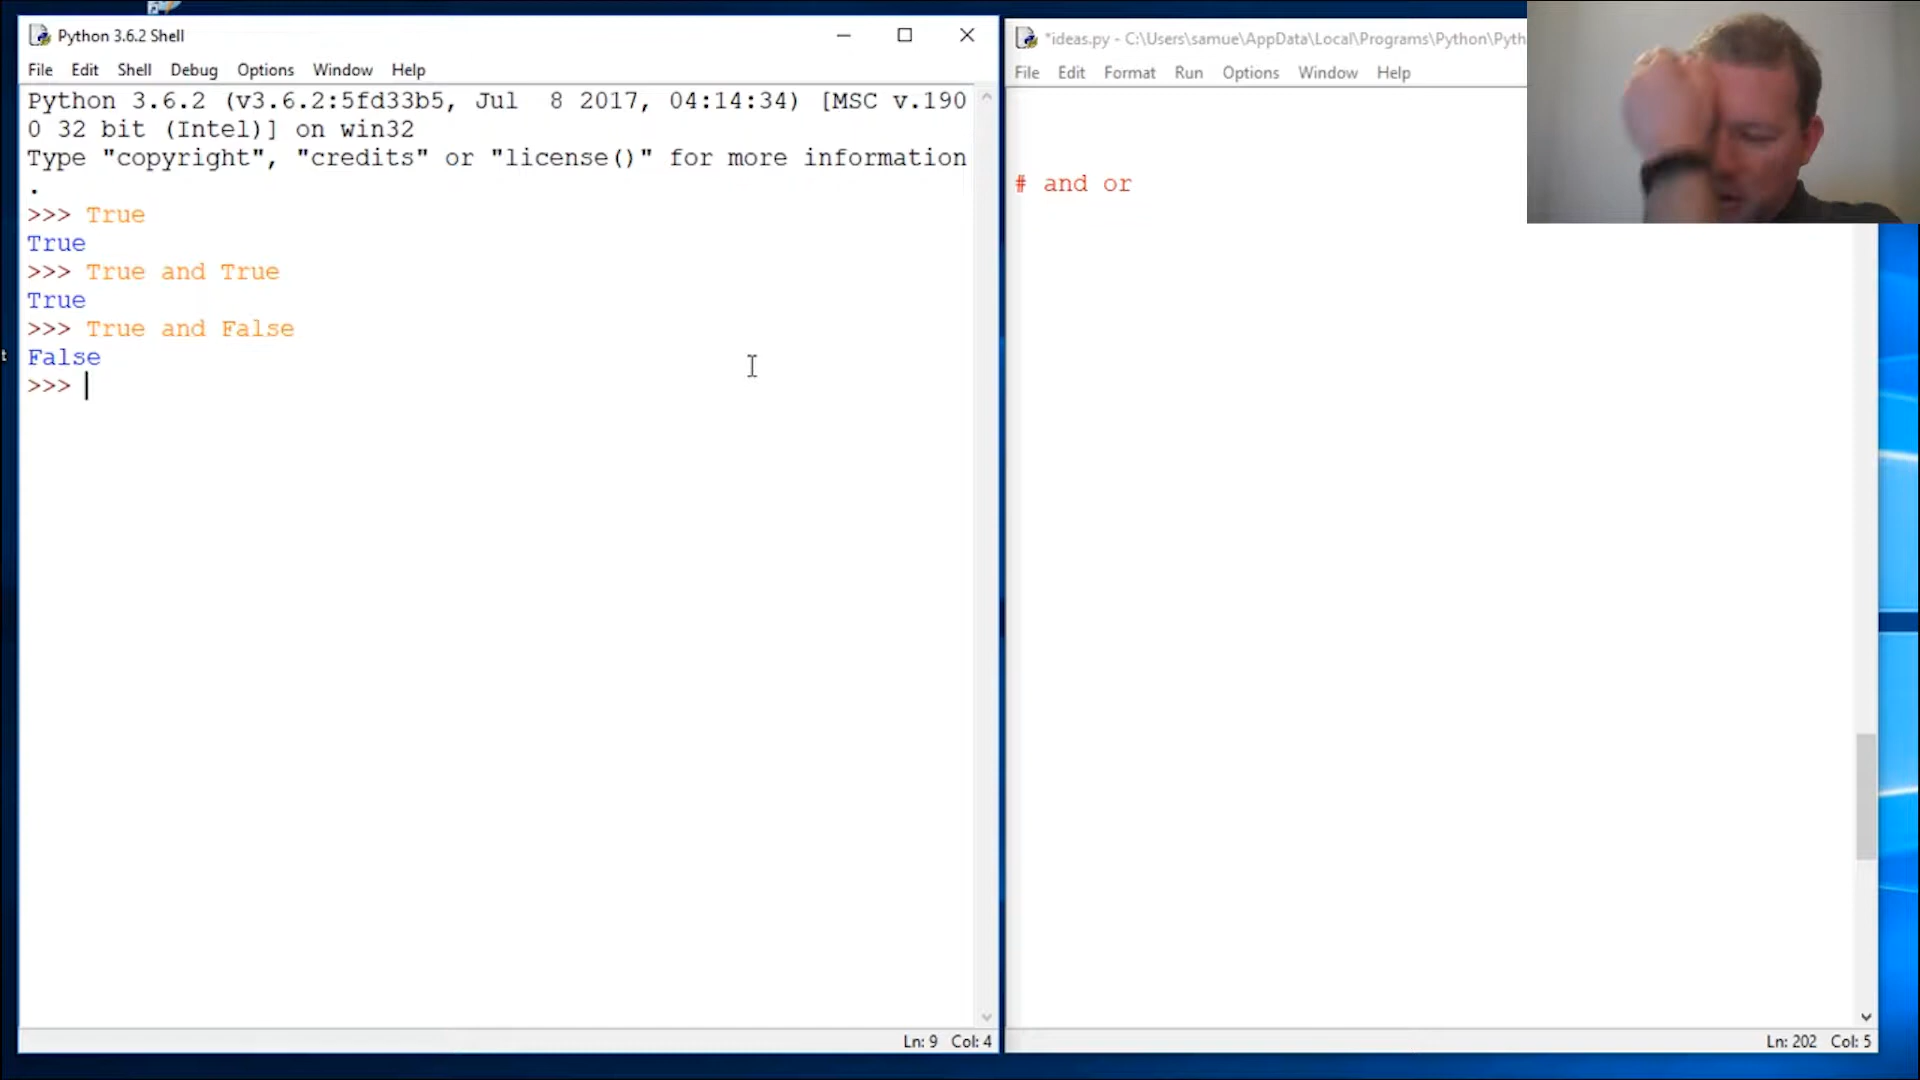 Python 3.6.2 Shell
File Edit Shell Debug Options Window Help
Python 3.6.2 (v3.6.2:5fd33b5, Jul  8 2017, 04:14:34) [MSC v.190
0 32 bit (Intel)] on win32
Type "copyright", "credits" or "license()" for more information
.
>>> True
True
>>> True and True
True
>>> True and False
False
>>>
Ln: 9 Col: 4
*ideas.py - C:\Users\samue\AppData\Local\Programs\Python\Pyth
File Edit Format Run Options Window Help
# and or
Ln: 202 Col: 5
t